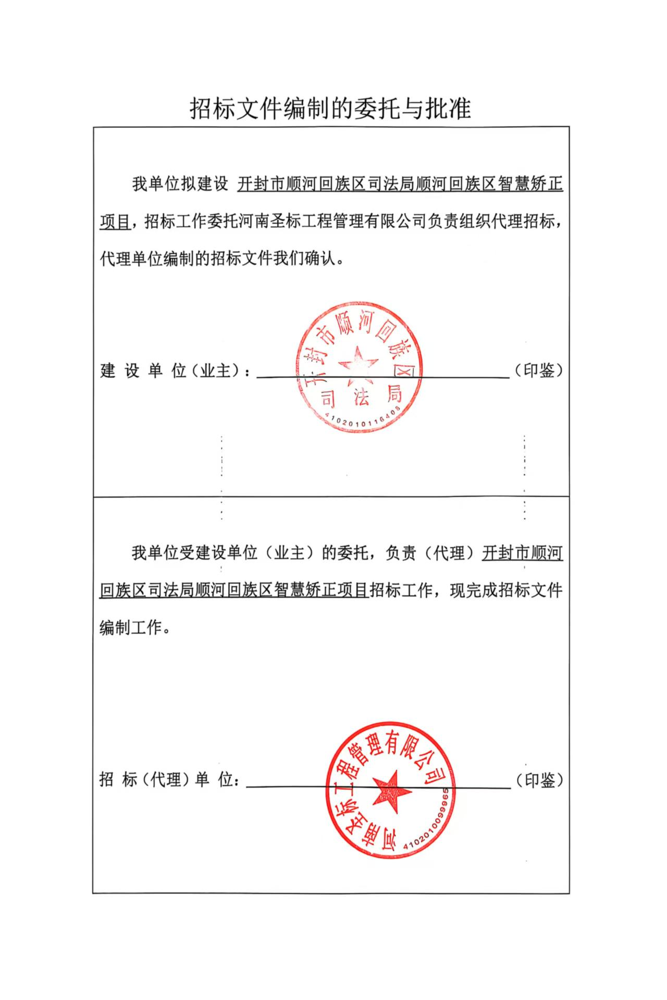 招标文件编制的委托与批准
我单位拟建设 开封市顺河回族区司法局顺河回族区智慧矫正
项目，招标工作委托河南圣标工程管理有限公司负责组织代理招标，
代理单位编制的招标文件我们确认。
开封市顺河回族区
建 设 单 位（业主）：（印鉴）
司法局
4102010116408
我单位受建设单位（业主）的委托，负责（代理）开封市顺河
回族区司法局顺河回族区智慧矫正项目招标工作，现完成招标文件
编制工作。
招 标（代理）单 位：（印鉴）
河南圣标工程管理有限公司
4102010099965